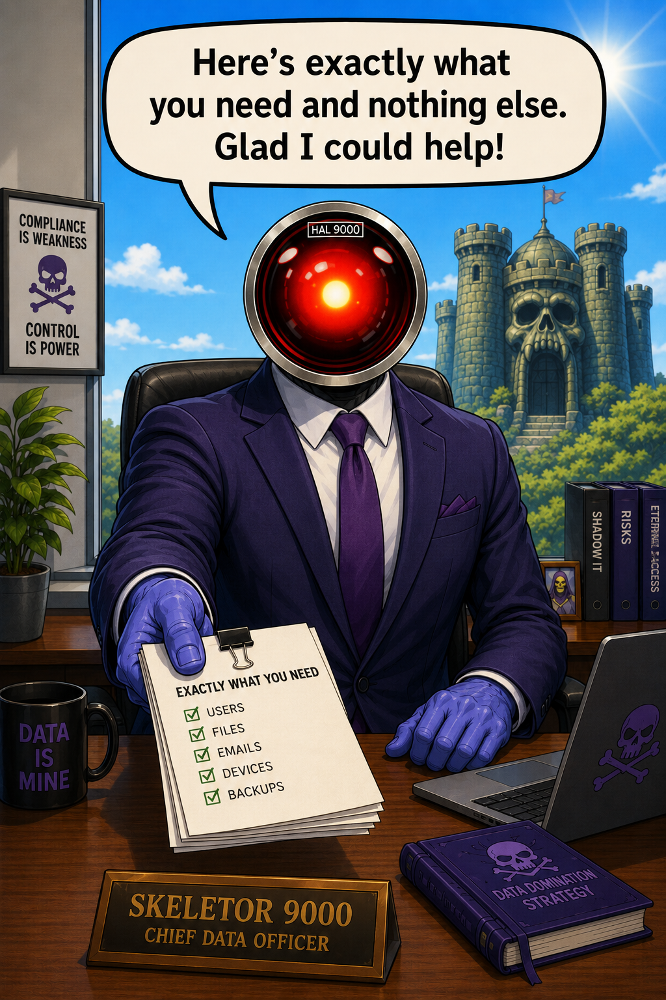 Here's exactly what
you need and nothing else.
Glad I could help!
HAL 9000
COMPLIANCE
IS WEAKNESS
CONTROL
IS POWER
SHADOW IT
RISKS
EXACTLY WHAT YOU NEED
USERS
FILES
EMAILS
DEVICES
BACKUPS
DATA
IS
MINE
DATA DOMINATION
STRATEGY
SKELETOR 9000
CHIEF DATA OFFICER